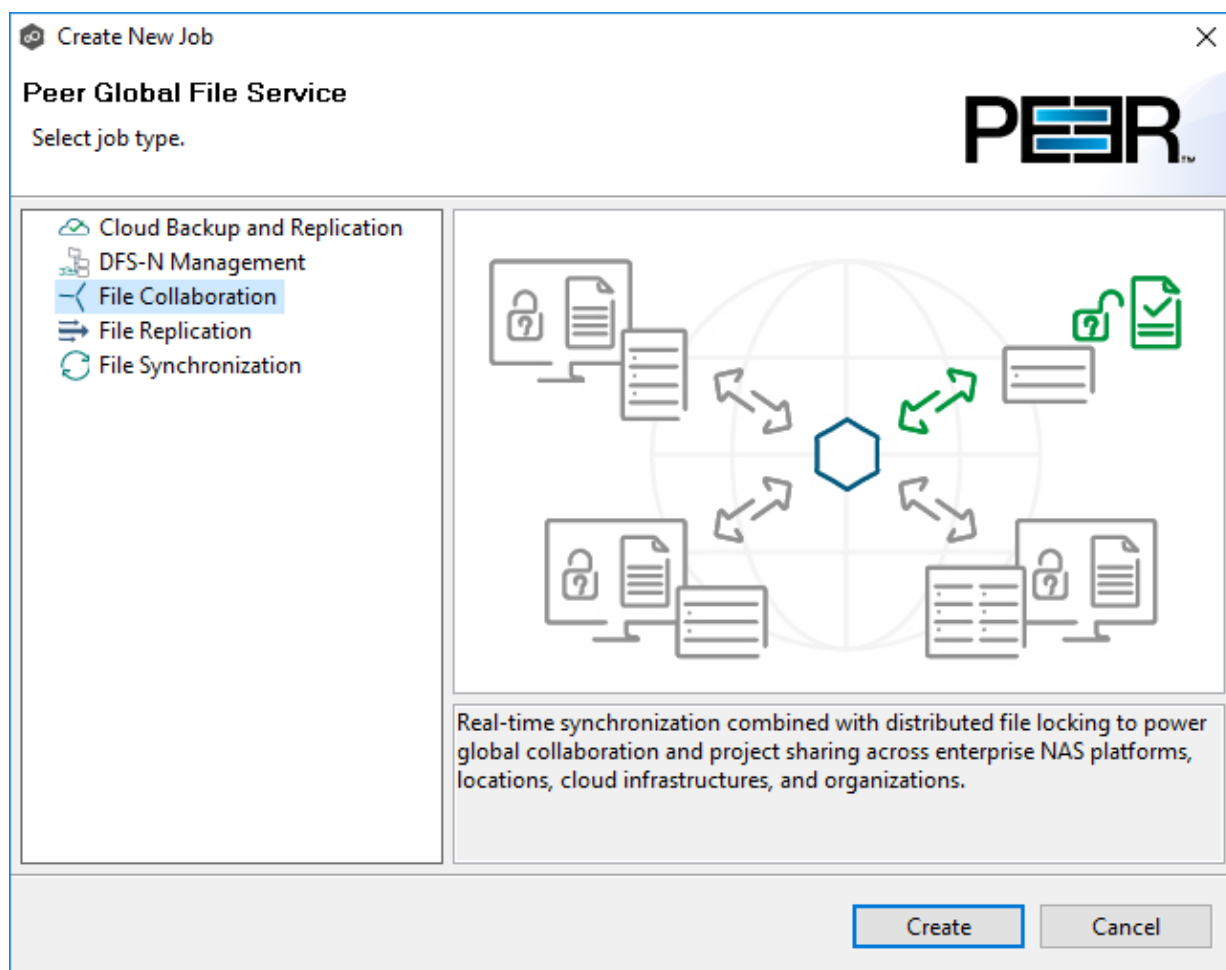 Create New Job
Peer Global File Service
Select job type.
PEER™
Cloud Backup and Replication
DFS-N Management
File Collaboration
File Replication
File Synchronization
?
?
?
?
?
Real-time synchronization combined with distributed file locking to power
global collaboration and project sharing across enterprise NAS platforms,
locations, cloud infrastructures, and organizations.
Create
Cancel